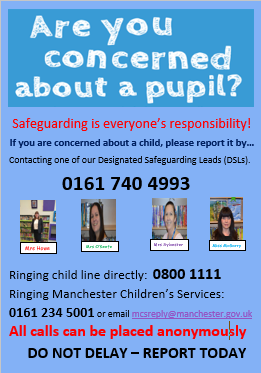 Are you
concerned
about a pupil?
Safeguarding is everyone's responsibility!
If you are concerned about a child, please report it by…
Contacting one of our Designated Safeguarding Leads (DSLs).
0161 740 4993
Mrs Howe
Mrs O'Keefe
Mrs Sylvester
Miss Mulberry
Ringing child line directly: 0800 1111
Ringing Manchester Children's Services:
0161 234 5001 or email mcsreply@manchester.gov.uk
All calls can be placed anonymously
DO NOT DELAY – REPORT TODAY